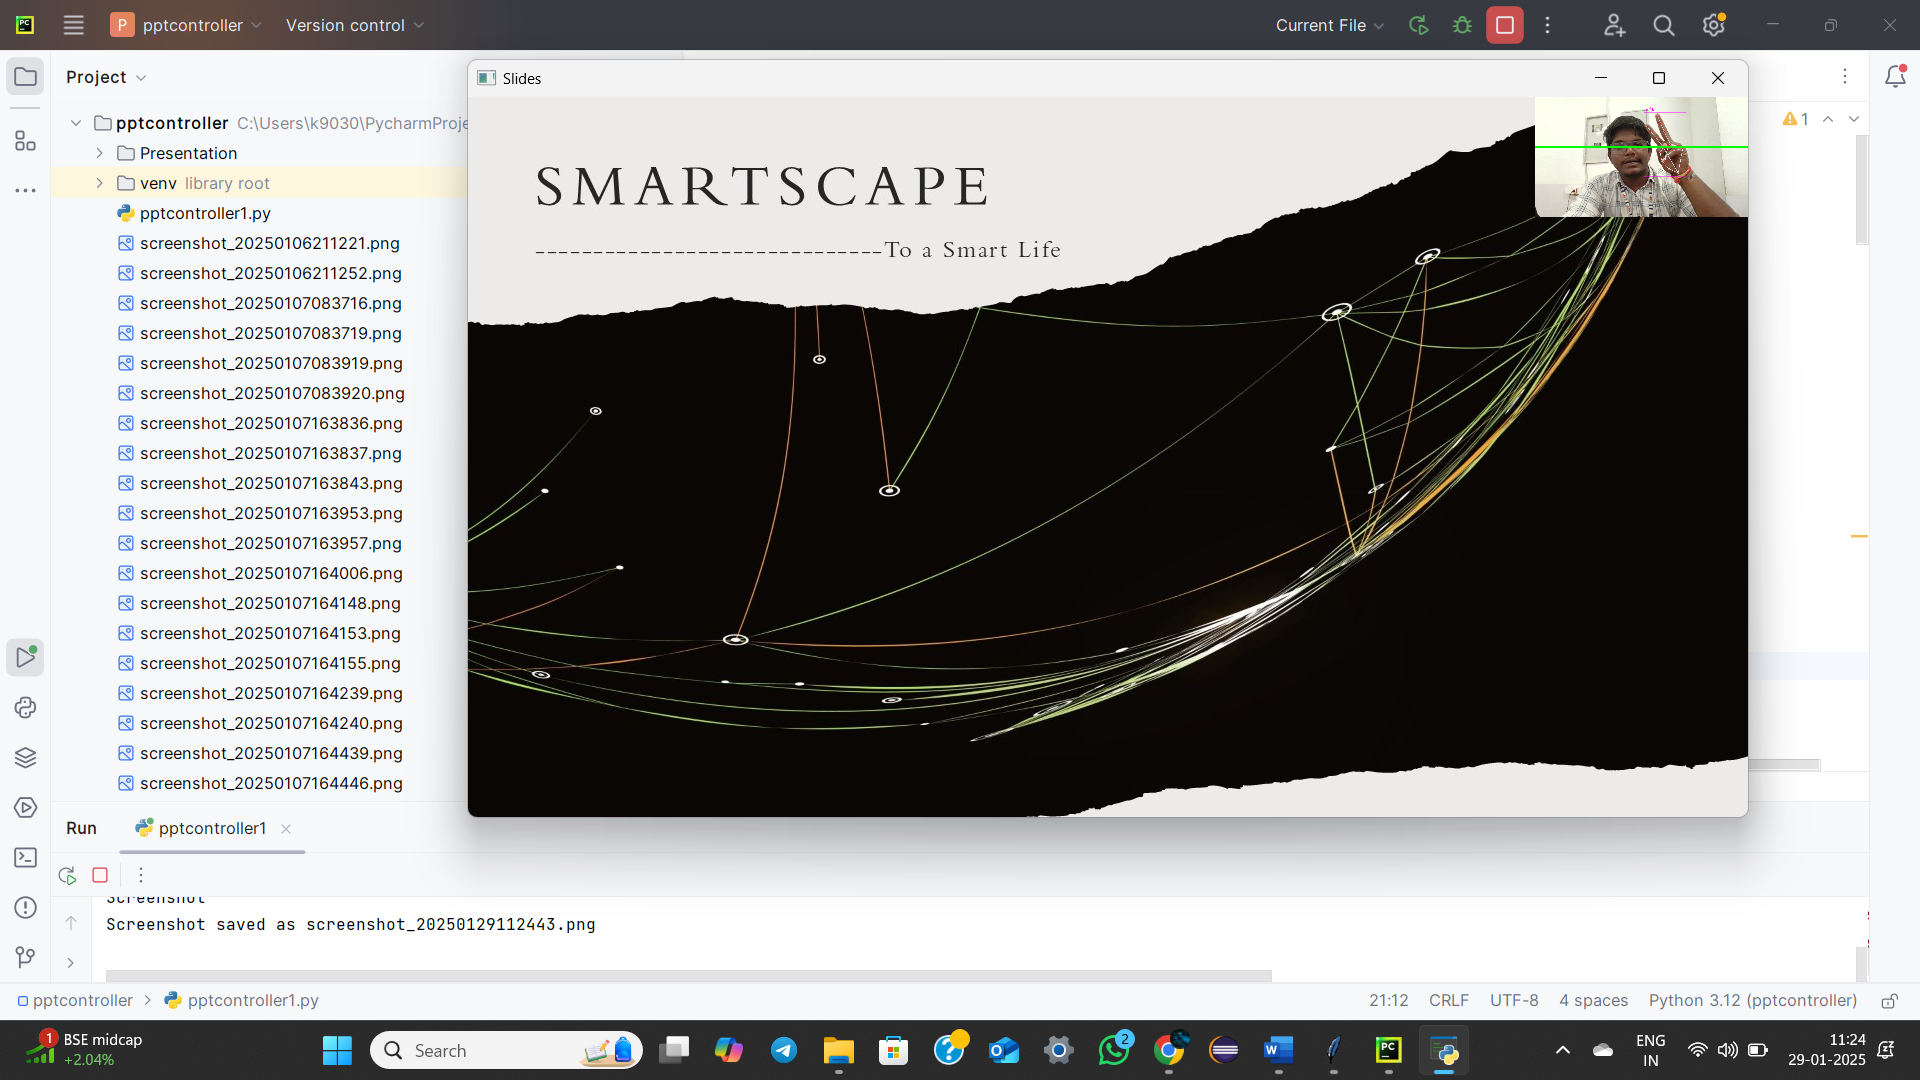 PC
P pptcontroller
Version control
Current File
Project
Slides
pptcontroller C:\Users\k9030\PycharmProje
1
Presentation
venv library root
pptcontroller1.py
screenshot_20250106211221.png
screenshot_20250106211252.png
screenshot_20250107083716.png
screenshot_20250107083719.png
screenshot_20250107083919.png
screenshot_20250107083920.png
screenshot_20250107163836.png
screenshot_20250107163837.png
screenshot_20250107163843.png
screenshot_20250107163953.png
screenshot_20250107163957.png
screenshot_20250107164006.png
screenshot_20250107164148.png
screenshot_20250107164153.png
screenshot_20250107164155.png
screenshot_20250107164239.png
screenshot_20250107164240.png
screenshot_20250107164439.png
screenshot_20250107164446.png
SMARTSCAPE
------------------------------To a Smart Life
Run pptcontroller1
Screenshot
Screenshot saved as screenshot_20250129112443.png
pptcontroller > pptcontroller1.py
21:12 CRLF UTF-8 4 spaces Python 3.12 (pptcontroller)
1 BSE midcap
+2.04%
Search
2
W
PC
ENG
IN
11:24
29-01-2025